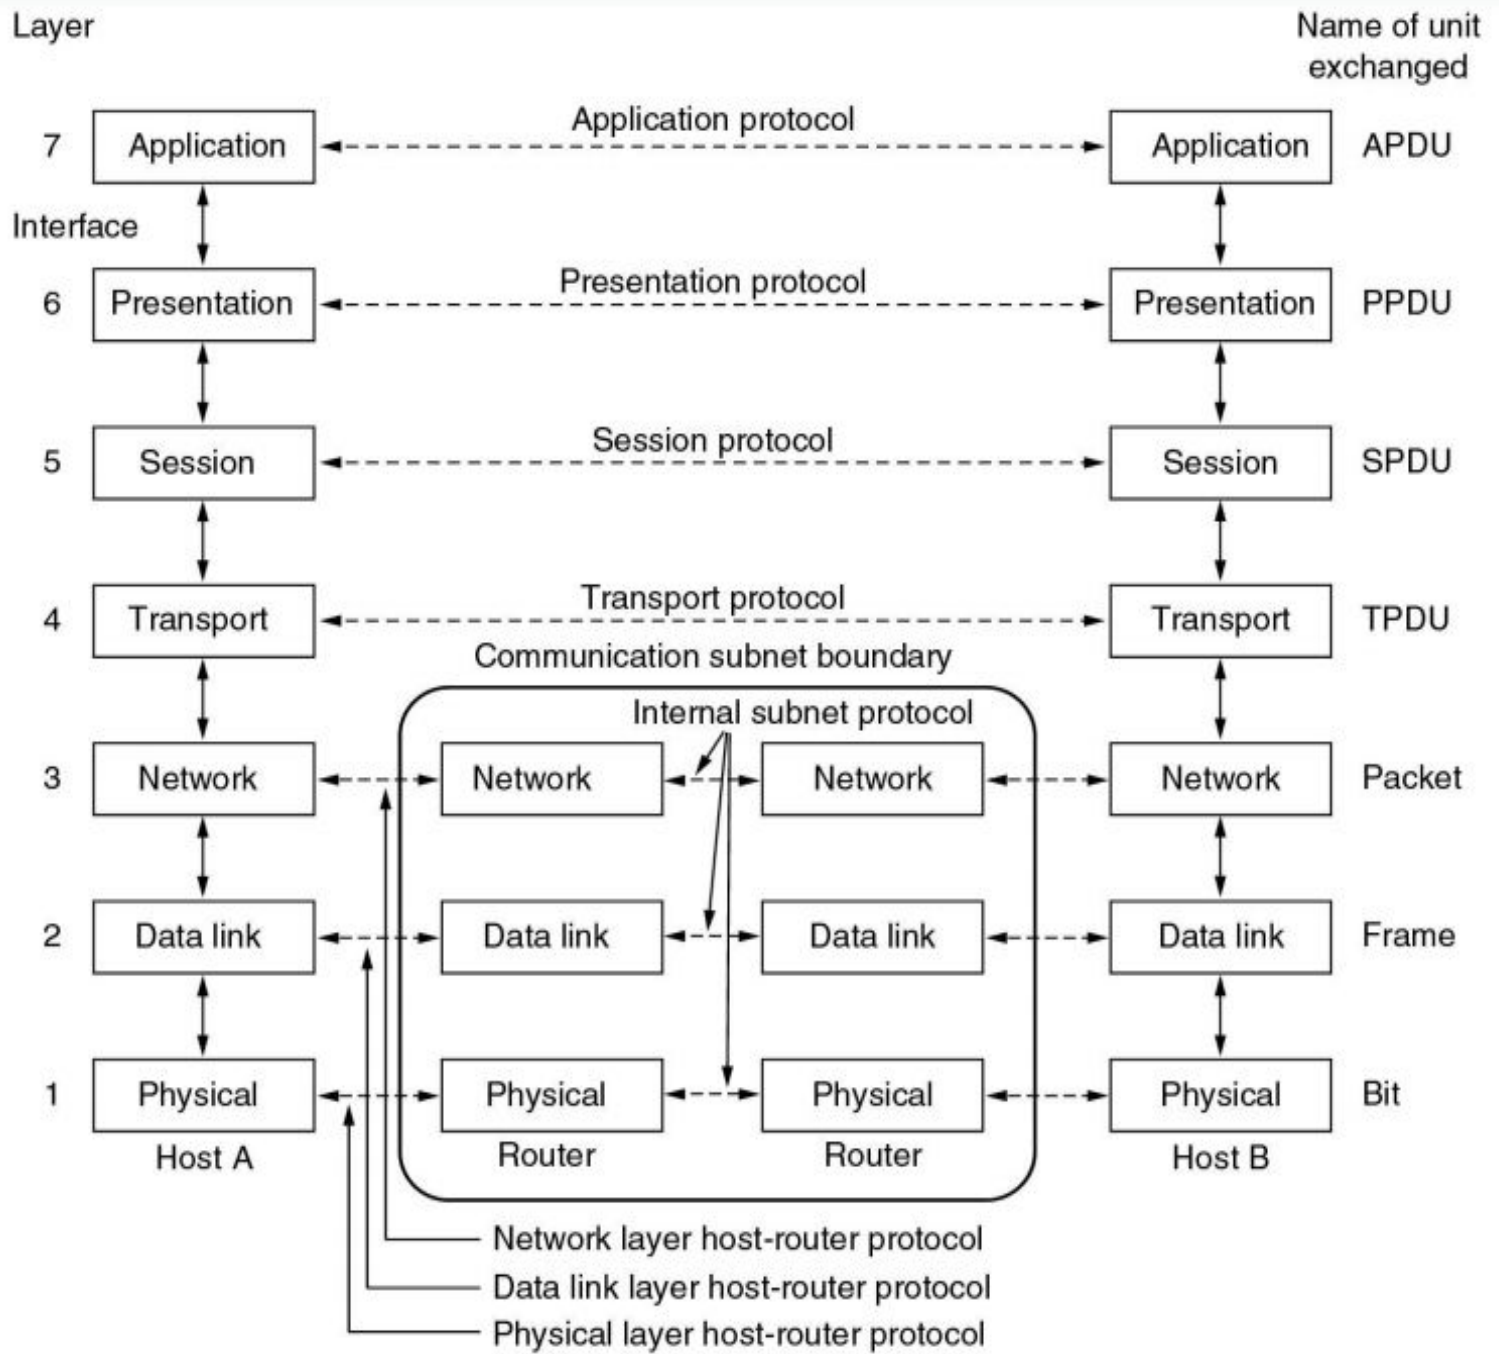 Layer
Name of unit
exchanged
Application protocol
7 Application Application APDU
Interface
Presentation protocol
6 Presentation Presentation PPDU
Session protocol
5 Session Session SPDU
Transport protocol
4 Transport Transport TPDU
Communication subnet boundary
Internal subnet protocol
3 Network Network Network Network Packet
2 Data link Data link Data link Data link Frame
1 Physical Physical Physical Physical Bit
Host A Router Router Host B
Network layer host-router protocol
Data link layer host-router protocol
Physical layer host-router protocol